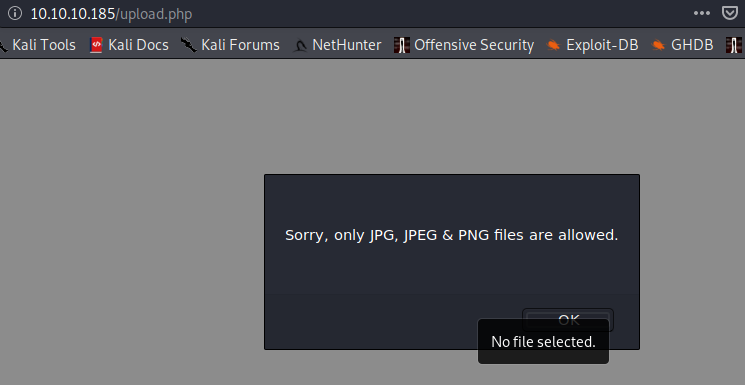 10.10.10.185/upload.php
Kali Tools Kali Docs Kali Forums NetHunter Offensive Security Exploit-DB GHDB
Sorry, only JPG, JPEG & PNG files are allowed.
OK
No file selected.